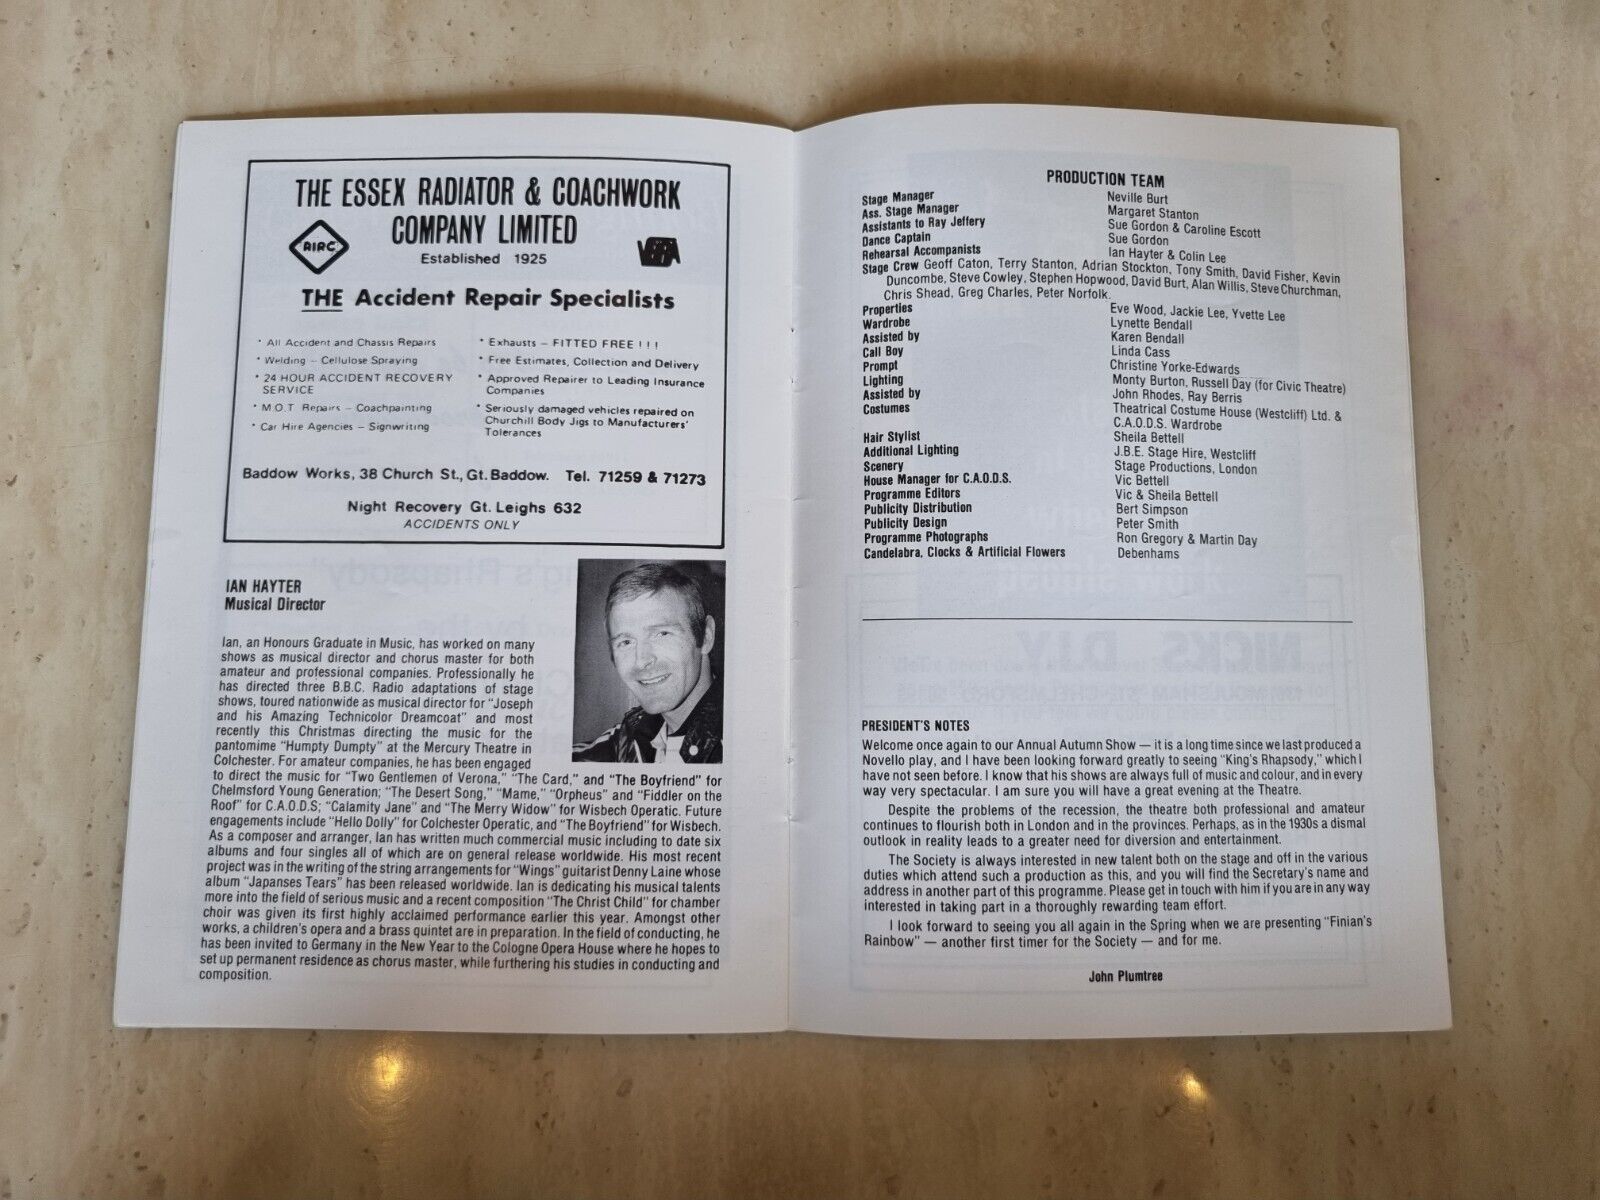 THE ESSEX RADIATOR & COACHWORK
COMPANY LIMITED
AIRC
VBRA
Established 1925
THE Accident Repair Specialists
* All Accident and Chassis Repairs
* Welding – Cellulose Spraying
* 24 HOUR ACCIDENT RECOVERY
SERVICE
* M.O.T. Repairs – Coachpainting
* Car Hire Agencies – Signwriting
* Exhausts – FITTED FREE ! ! !
* Free Estimates, Collection and Delivery
* Approved Repairer to Leading Insurance
Companies
* Seriously damaged vehicles repaired on
Churchill Body Jigs to Manufacturers'
Tolerances
Baddow Works, 38 Church St., Gt. Baddow. Tel. 71259 & 71273
Night Recovery Gt. Leighs 632
ACCIDENTS ONLY
IAN HAYTER
Musical Director
Ian, an Honours Graduate in Music, has worked on many
shows as musical director and chorus master for both
amateur and professional companies. Professionally he
has directed three B.B.C. Radio adaptations of stage
shows, toured nationwide as musical director for "Joseph
and his Amazing Technicolor Dreamcoat" and most
recently this Christmas directing the music for the
pantomime "Humpty Dumpty" at the Mercury Theatre in
Colchester. For amateur companies, he has been engaged
to direct the music for "Two Gentlemen of Verona," "The Card," and "The Boyfriend" for
Chelmsford Young Generation; "The Desert Song," "Mame," "Orpheus" and "Fiddler on the
Roof" for C.A.O.D.S; "Calamity Jane" and "The Merry Widow" for Wisbech Operatic. Future
engagements include "Hello Dolly" for Colchester Operatic, and "The Boyfriend" for Wisbech.
As a composer and arranger, Ian has written much commercial music including to date six
albums and four singles all of which are on general release worldwide. His most recent
project was in the writing of the string arrangements for "Wings" guitarist Denny Laine whose
album "Japanses Tears" has been released worldwide. Ian is dedicating his musical talents
more into the field of serious music and a recent composition "The Christ Child" for chamber
choir was given its first highly acclaimed performance earlier this year. Amongst other
works, a children's opera and a brass quintet are in preparation. In the field of conducting, he
has been invited to Germany in the New Year to the Cologne Opera House where he hopes to
set up permanent residence as chorus master, while furthering his studies in conducting and
composition.
PRODUCTION TEAM
Stage Manager Neville Burt
Ass. Stage Manager Margaret Stanton
Assistants to Ray Jeffery Sue Gordon & Caroline Escott
Dance Captain Sue Gordon
Rehearsal Accompanists Ian Hayter & Colin Lee
Stage Crew Geoff Caton, Terry Stanton, Adrian Stockton, Tony Smith, David Fisher, Kevin
Duncombe, Steve Cowley, Stephen Hopwood, David Burt, Alan Willis, Steve Churchman,
Chris Shead, Greg Charles, Peter Norfolk.
Properties Eve Wood, Jackie Lee, Yvette Lee
Wardrobe Lynette Bendall
Assisted by Karen Bendall
Call Boy Linda Cass
Prompt Christine Yorke-Edwards
Lighting Monty Burton, Russell Day (for Civic Theatre)
Assisted by John Rhodes, Ray Berris
Costumes Theatrical Costume House (Westcliff) Ltd. &
C.A.O.D.S. Wardrobe
Hair Stylist Sheila Bettell
Additional Lighting J.B.E. Stage Hire, Westcliff
Scenery Stage Productions, London
House Manager for C.A.O.D.S. Vic Bettell
Programme Editors Vic & Sheila Bettell
Publicity Distribution Bert Simpson
Publicity Design Peter Smith
Programme Photographs Ron Gregory & Martin Day
Candelabra, Clocks & Artificial Flowers Debenhams
PRESIDENT'S NOTES
Welcome once again to our Annual Autumn Show — it is a long time since we last produced a
Novello play, and I have been looking forward greatly to seeing "King's Rhapsody," which I
have not seen before. I know that his shows are always full of music and colour, and in every
way very spectacular. I am sure you will have a great evening at the Theatre.
Despite the problems of the recession, the theatre both professional and amateur
continues to flourish both in London and in the provinces. Perhaps, as in the 1930s a dismal
outlook in reality leads to a greater need for diversion and entertainment.
The Society is always interested in new talent both on the stage and off in the various
duties which attend such a production as this, and you will find the Secretary's name and
address in another part of this programme. Please get in touch with him if you are in any way
interested in taking part in a thoroughly rewarding team effort.
I look forward to seeing you all again in the Spring when we are presenting "Finian's
Rainbow" — another first timer for the Society — and for me.
John Plumtree